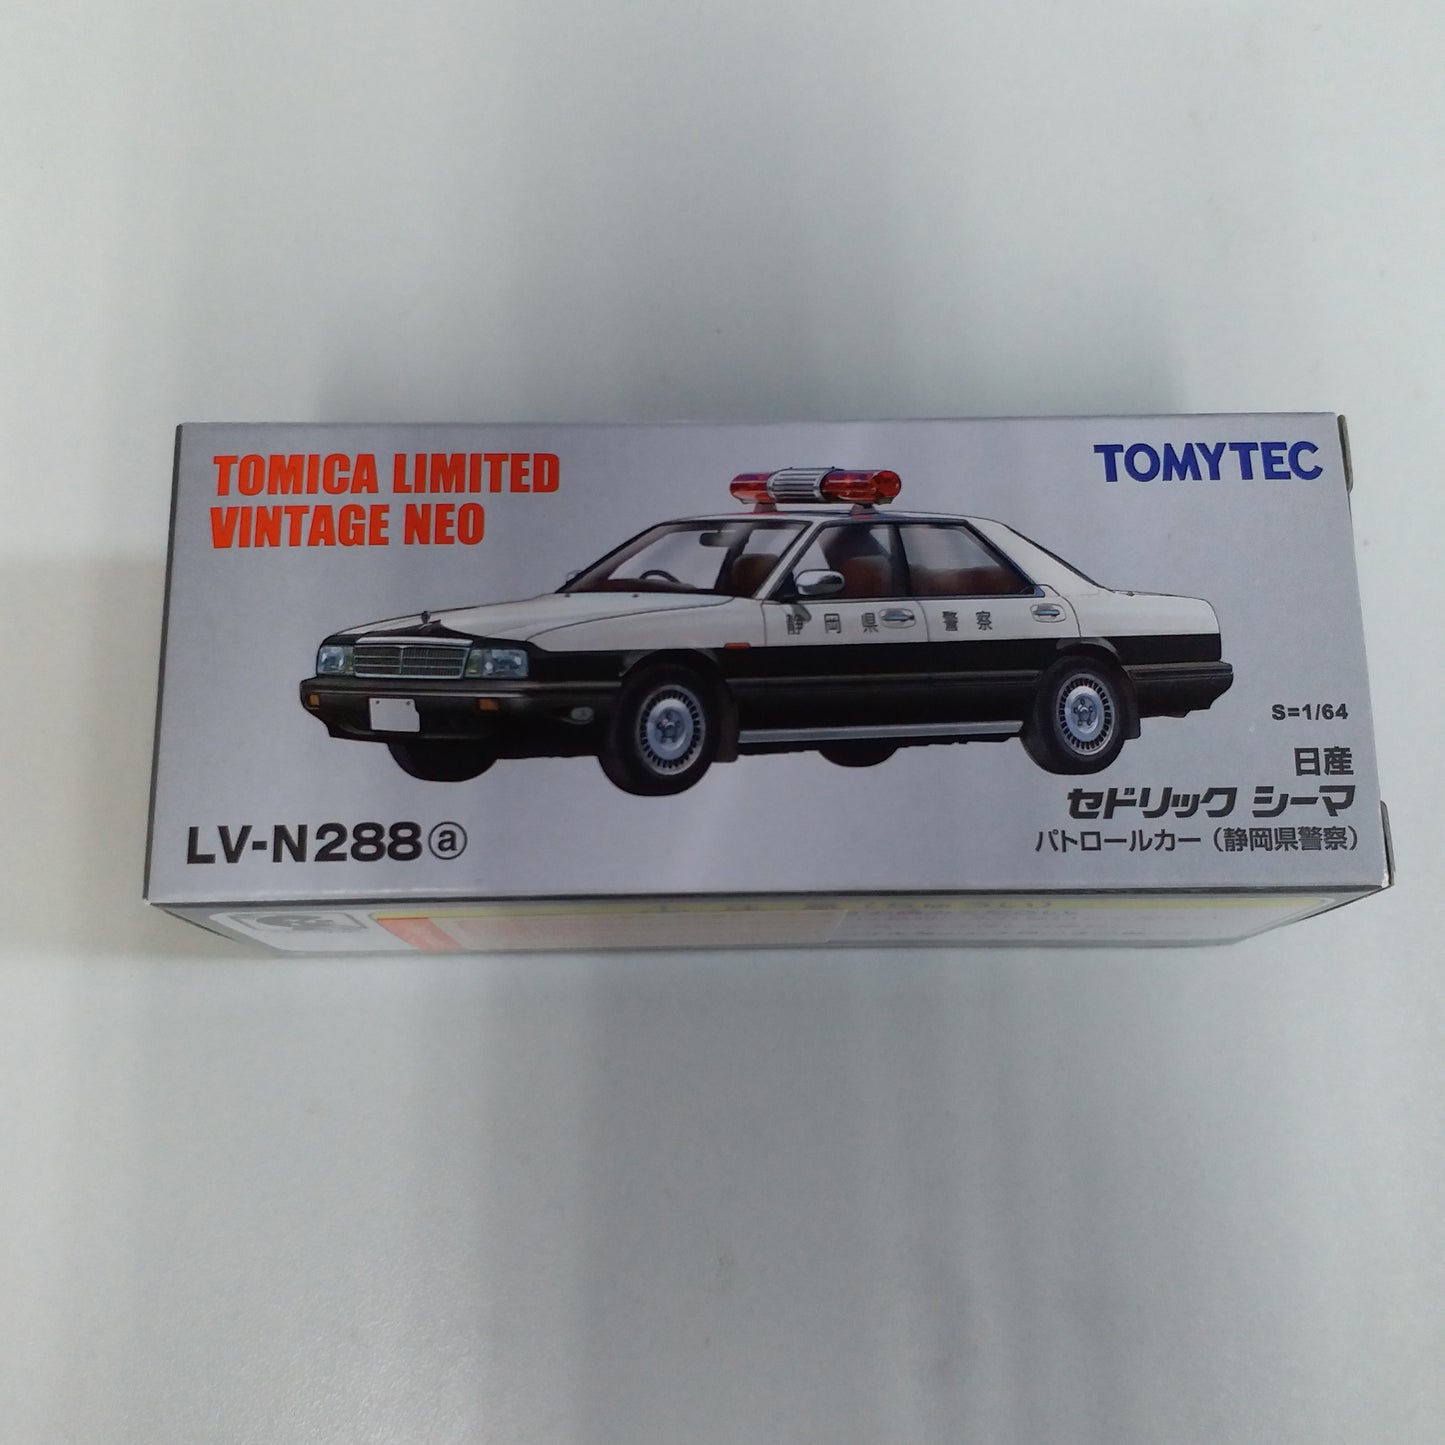 TOMICA LIMITED
VINTAGE NEO
TOMYTEC
静岡県警察
S=1/64
日産
セドリック シーマ
パトロールカー（静岡県警察）
LV-N288ⓐ